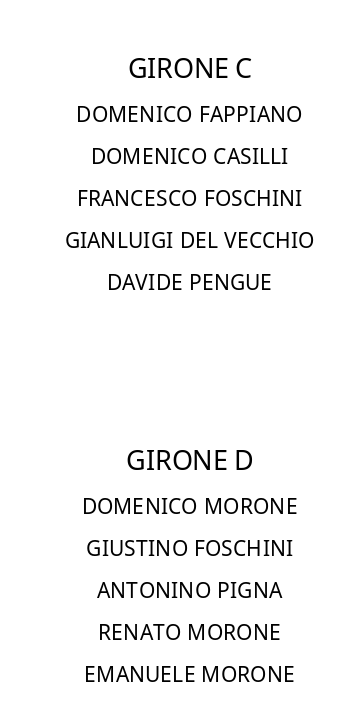 GIRONE C
DOMENICO FAPPIANO
DOMENICO CASILLI
FRANCESCO FOSCHINI
GIANLUIGI DEL VECCHIO
DAVIDE PENGUE
GIRONE D
DOMENICO MORONE
GIUSTINO FOSCHINI
ANTONINO PIGNA
RENATO MORONE
EMANUELE MORONE